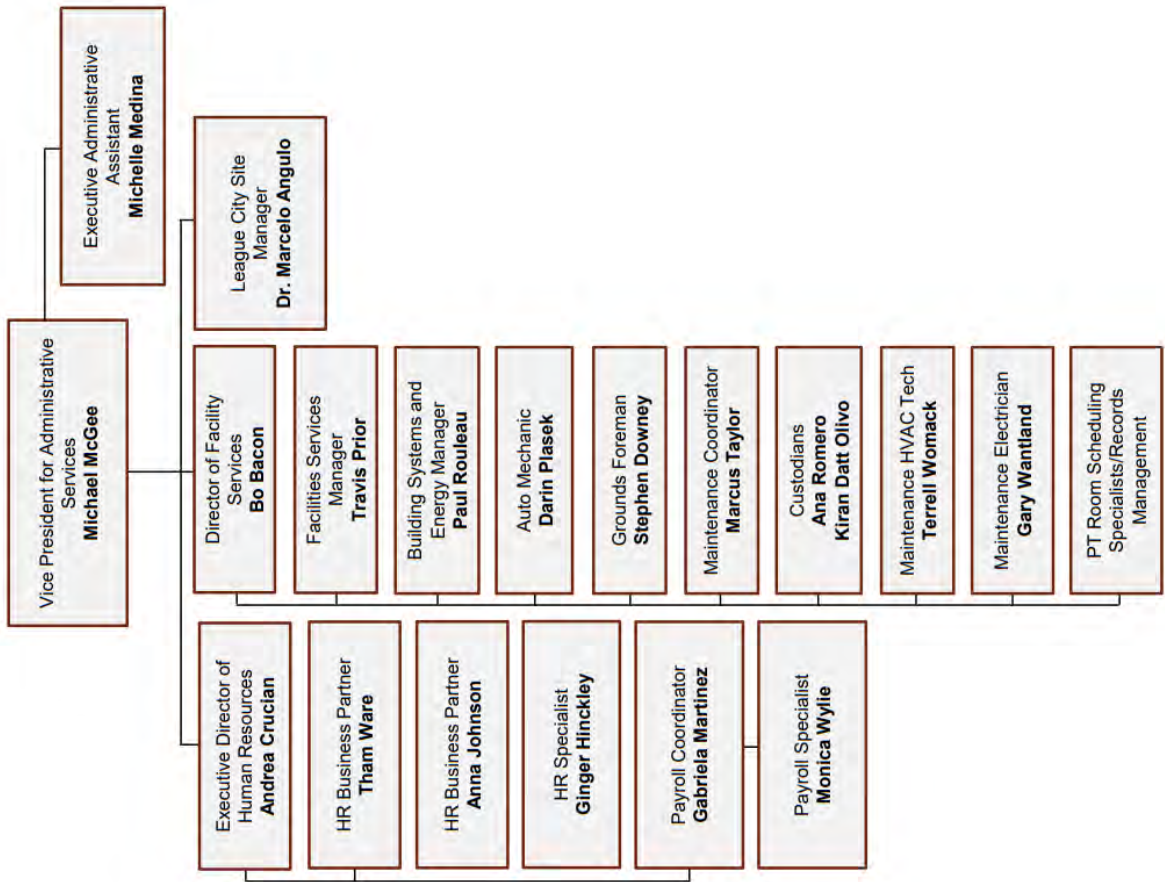 Vice President for Administrative
Services
Michael McGee
Executive Administrative
Assistant
Michelle Medina
Executive Director of
Human Resources
Andrea Crucian
HR Business Partner
Tham Ware
HR Business Partner
Anna Johnson
HR Specialist
Ginger Hinckley
Payroll Coordinator
Gabriela Martinez
Payroll Specialist
Monica Wylie
Director of Facility
Services
Bo Bacon
Facilities Services
Manager
Travis Prior
Building Systems and
Energy Manager
Paul Rouleau
Auto Mechanic
Darin Plasek
Grounds Foreman
Stephen Downey
Maintenance Coordinator
Marcus Taylor
Custodians
Ana Romero
Kiran Datt Olivo
Maintenance HVAC Tech
Terrell Womack
Maintenance Electrician
Gary Wantland
PT Room Scheduling
Specialists/Records
Management
League City Site
Manager
Dr. Marcelo Angulo